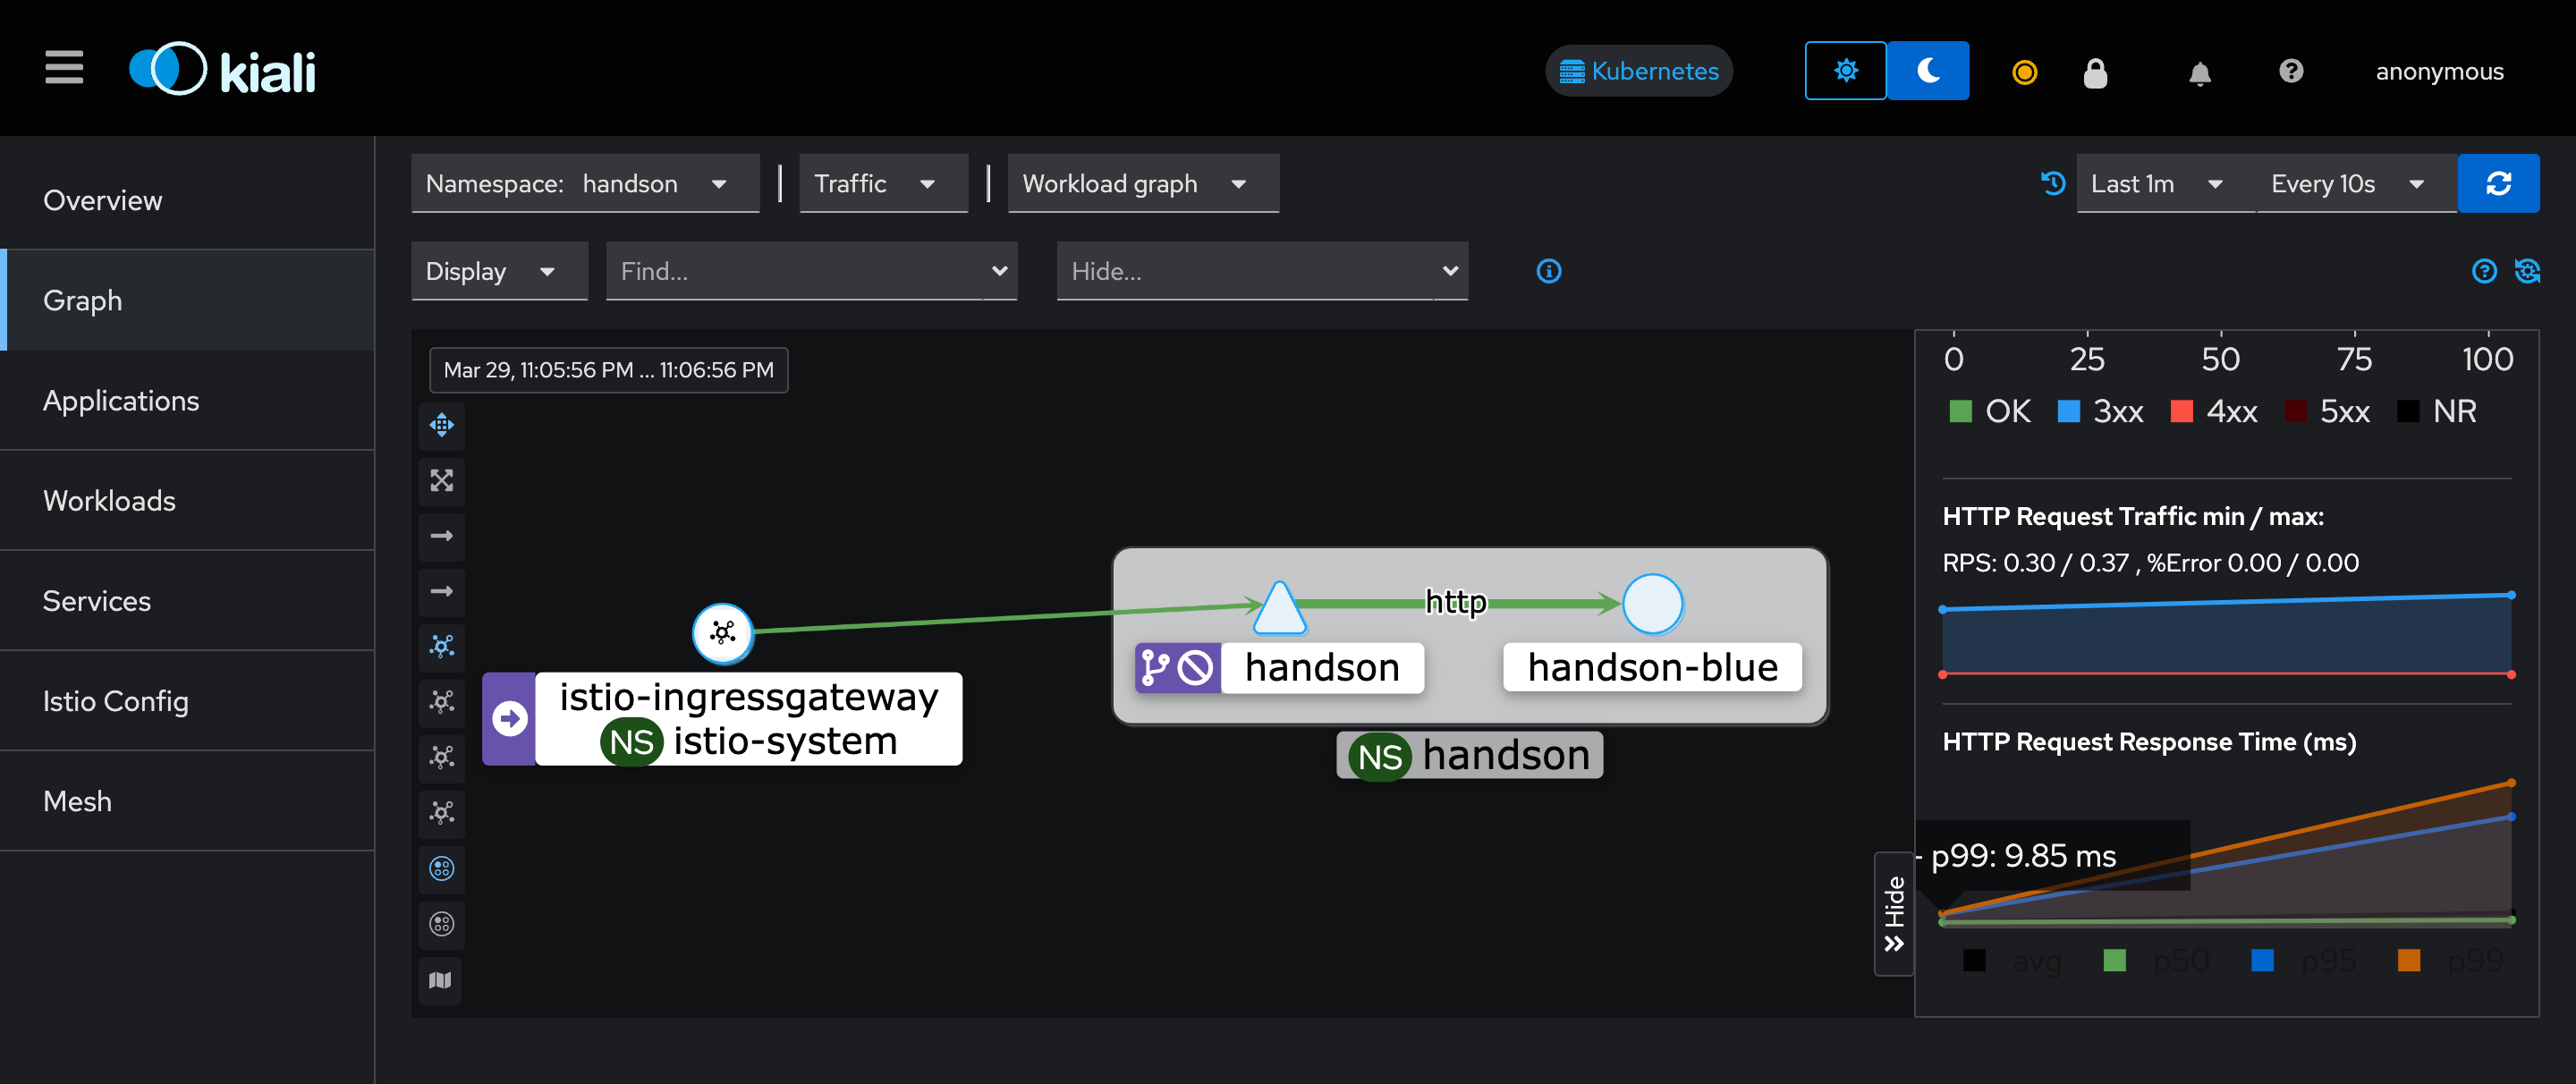 kiali
Kubernetes
anonymous
Overview
Graph
Applications
Workloads
Services
Istio Config
Mesh
Namespace: handson
Traffic
Workload graph
Last 1m
Every 10s
Display
Find...
Hide...
Mar 29, 11:05:56 PM ... 11:06:56 PM
istio-ingressgateway
NS istio-system
http
handson
handson-blue
NS handson
Hide
0 25 50 75 100
OK 3xx 4xx 5xx NR
HTTP Request Traffic min / max:
RPS: 0.30 / 0.37 , %Error 0.00 / 0.00
HTTP Request Response Time (ms)
p99: 9.85 ms
avg p50 p95 p99